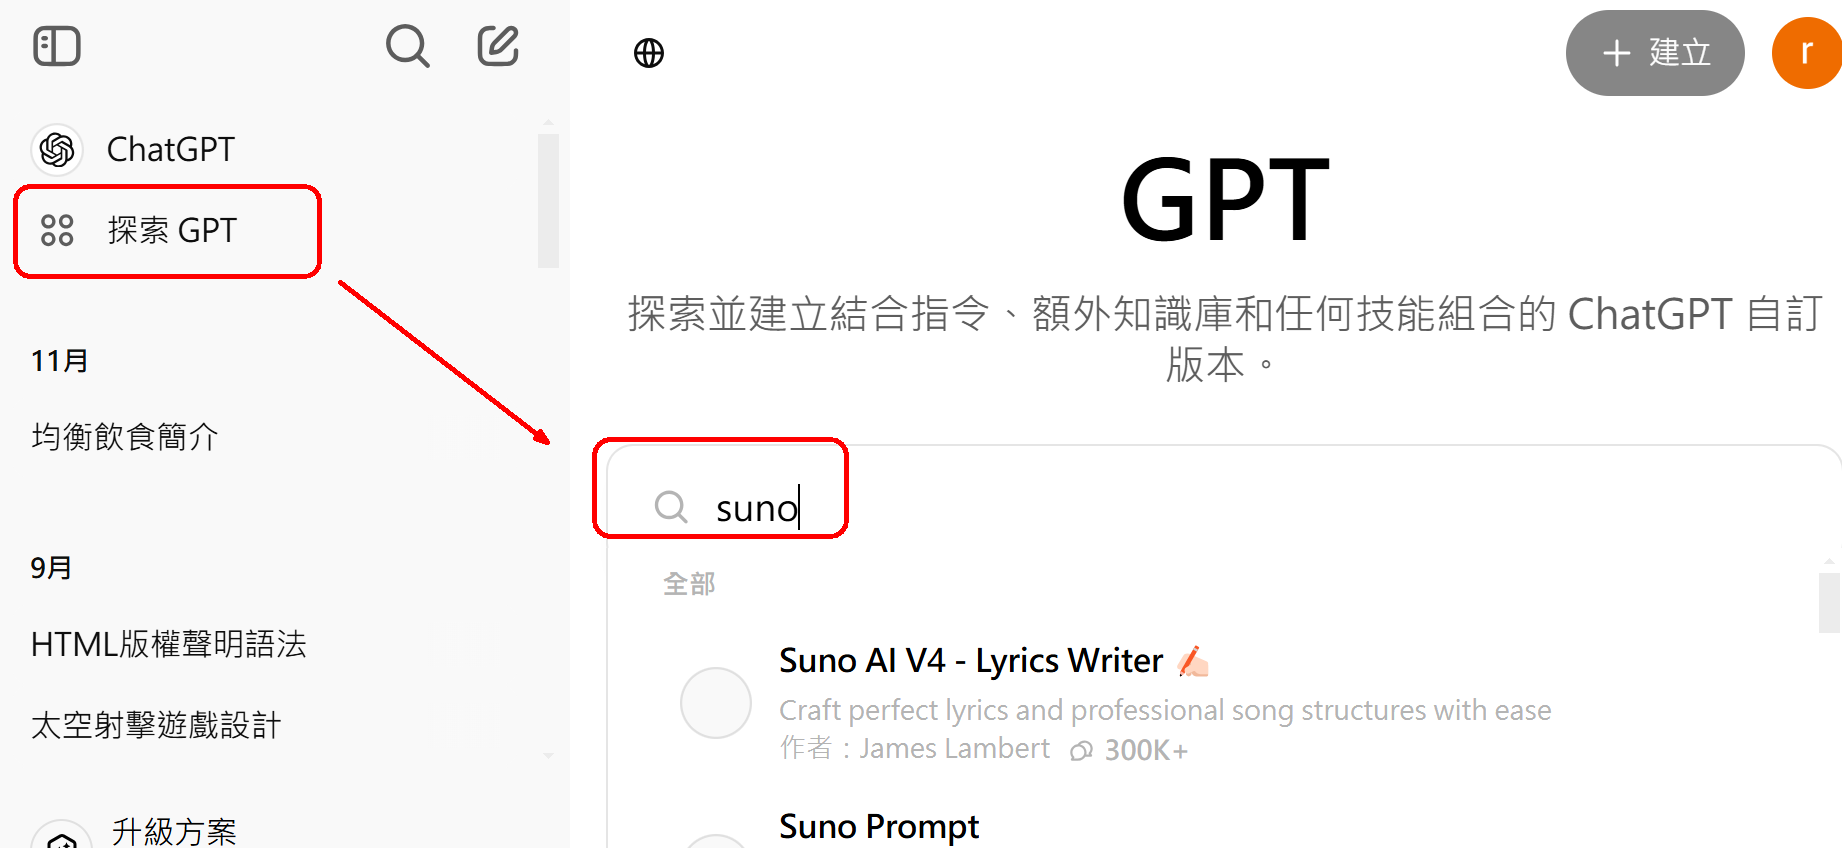 ChatGPT
探索 GPT
11月
均衡飲食簡介
9月
HTML版權聲明語法
太空射擊遊戲設計
升級方案
建立
r
GPT
探索並建立結合指令、額外知識庫和任何技能組合的 ChatGPT 自訂
版本。
suno
全部
Suno AI V4 - Lyrics Writer ✍🏻
Craft perfect lyrics and professional song structures with ease
作者：James Lambert 300K+
Suno Prompt